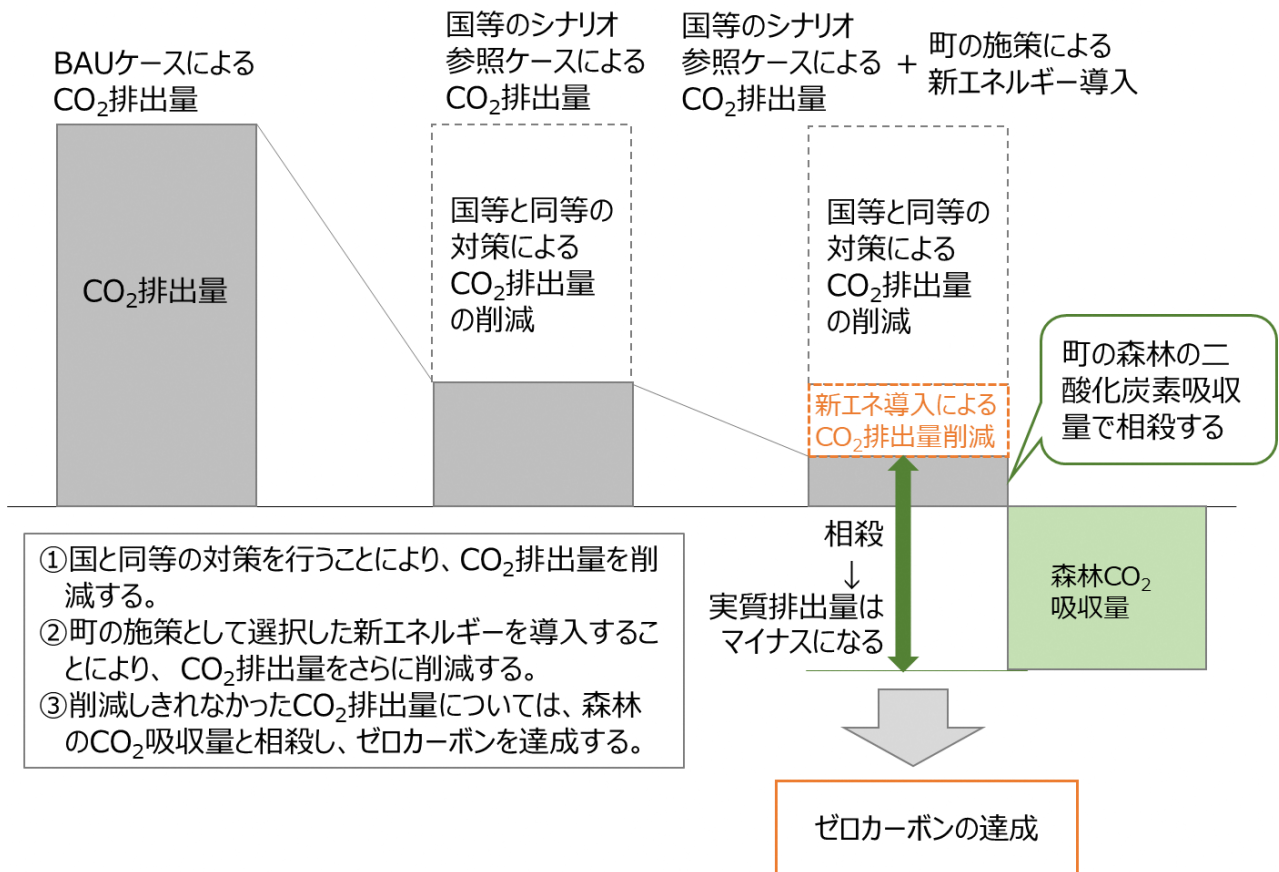 BAUケースによる
CO₂排出量
国等のシナリオ
参照ケースによる
CO₂排出量
国等のシナリオ
参照ケースによる
CO₂排出量
+
町の施策による
新エネルギー導入
CO₂排出量
国等と同等の
対策による
CO₂排出量
の削減
国等と同等の
対策による
CO₂排出量
の削減
新エネ導入による
CO₂排出量削減
町の森林の二
酸化炭素吸収
量で相殺する
相殺
↓
実質排出量は
マイナスになる
森林CO₂
吸収量
①国と同等の対策を行うことにより、CO₂排出量を削
減する。
②町の施策として選択した新エネルギーを導入するこ
とにより、 CO₂排出量をさらに削減する。
③削減しきれなかったCO₂排出量については、森林
のCO₂吸収量と相殺し、ゼロカーボンを達成する。
ゼロカーボンの達成